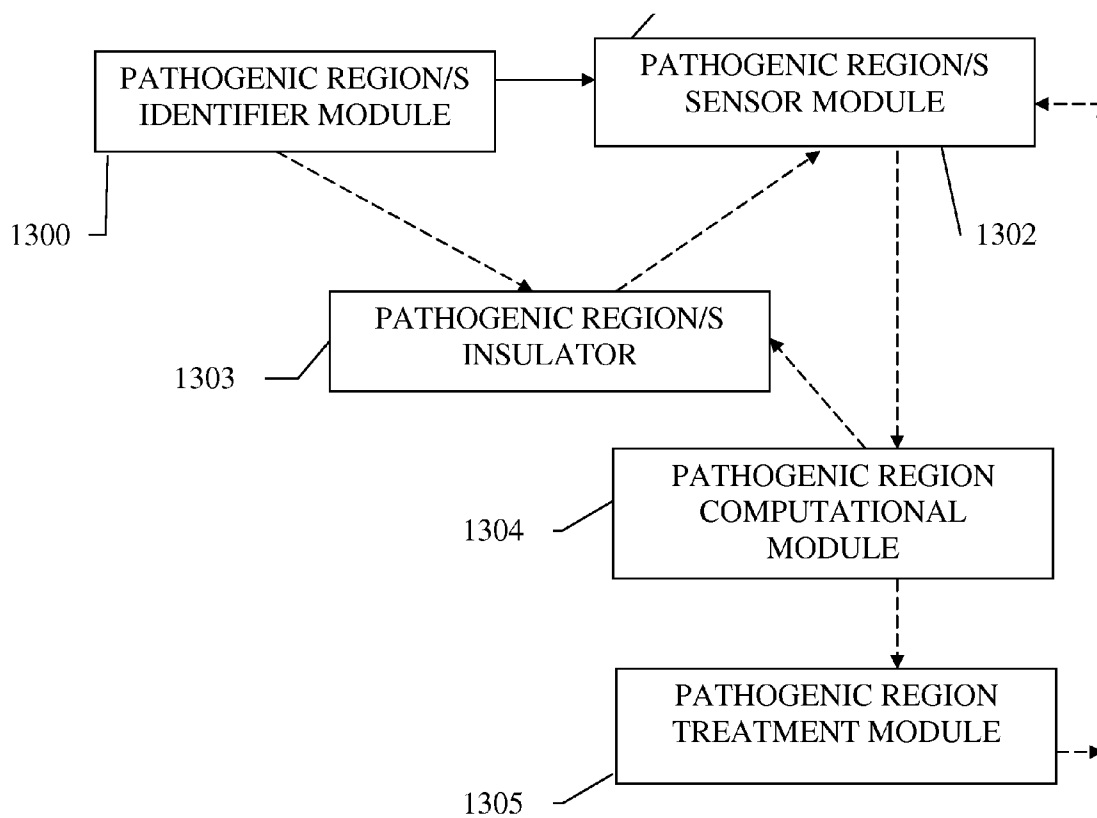 PATHOGENIC REGION/S
IDENTIFIER MODULE
PATHOGENIC REGION/S
SENSOR MODULE
1300
1302
PATHOGENIC REGION/S
INSULATOR
1303
PATHOGENIC REGION
COMPUTATIONAL
MODULE
1304
PATHOGENIC REGION
TREATMENT MODULE
1305